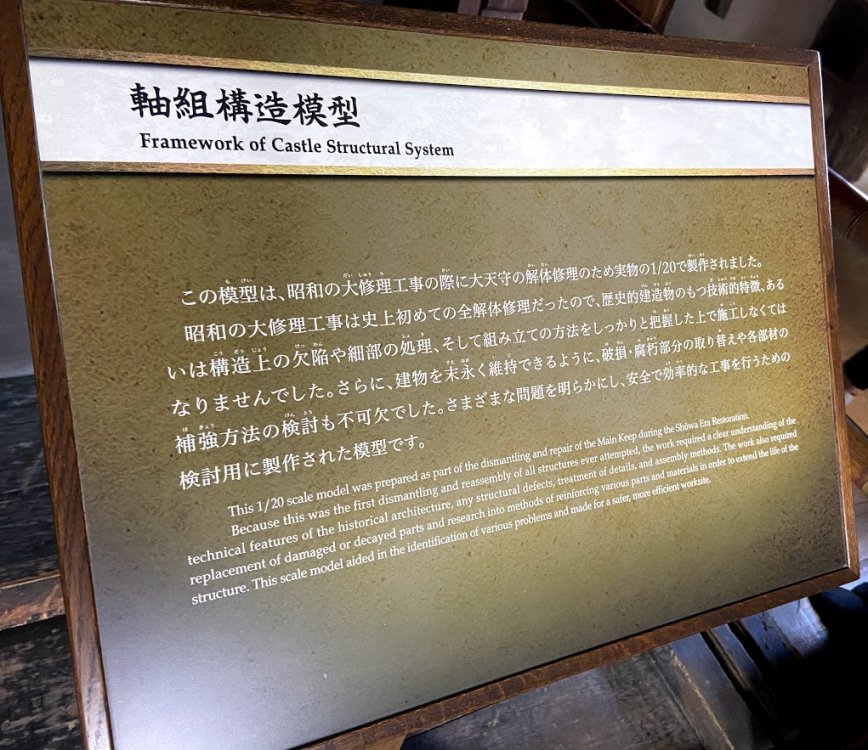 軸組構造模型
Framework of Castle Structural System
この模型は、昭和の大修理工事の際に大天守の解体修理のため実物の1/20で製作されました。
昭和の大修理工事は史上初めての全解体修理だったので、歴史的建造物のもつ技術的特徴、ある
いは構造上の欠陥や細部の処理、そして組み立ての方法をしっかりと把握した上で施工しなくては
なりませんでした。さらに、建物を末永く維持できるように、破損・腐朽部分の取り替えや各部材の
補強方法の検討も不可欠でした。さまざまな問題を明らかにし、安全で効率的な工事を行うための
検討用に製作された模型です。
This 1/20 scale model was prepared as part of the dismantling and repair of the Main Keep during the Shōwa Era Restoration.
Because this was the first dismantling and reassembly of all structures ever attempted, the work required a clear understanding of the
technical features of the historical architecture, any structural defects, treatment of details, and assembly methods. The work also required
replacement of damaged or decayed parts and research into methods of reinforcing various parts and materials in order to extend the life of the
structure. This scale model aided in the identification of various problems and made for a safer, more efficient worksite.